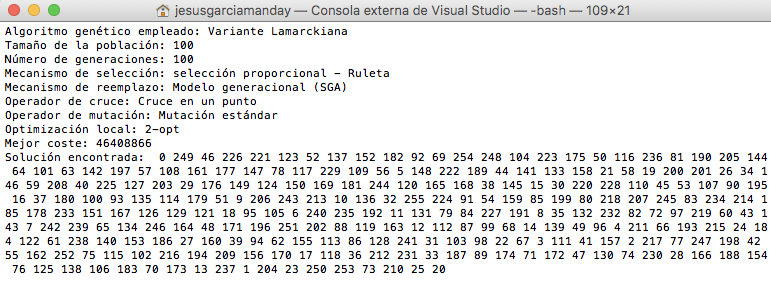 jesusgarciamanday — Consola externa de Visual Studio — -bash — 109×21
Algoritmo genético empleado: Variante Lamarckiana
Tamaño de la población: 100
Número de generaciones: 100
Mecanismo de selección: selección proporcional - Ruleta
Mecanismo de reemplazo: Modelo generacional (SGA)
Operador de cruce: Cruce en un punto
Operador de mutación: Mutación estándar
Optimización local: 2-opt
Mejor coste: 46408866
Solución encontrada:  0 249 46 226 221 123 52 137 152 182 92 69 254 248 104 223 175 50 116 236 81 190 205 144
 64 101 63 142 197 57 108 161 177 147 78 117 229 109 56 5 148 222 189 44 141 133 158 21 58 19 200 201 26 34 1
46 59 208 40 225 127 203 29 176 149 124 150 169 181 244 120 165 168 38 145 15 30 220 228 110 45 53 107 90 195
 16 37 180 100 93 135 114 179 51 9 206 243 213 10 136 32 255 224 91 54 159 85 199 80 218 207 245 83 234 214 1
85 178 233 151 167 126 129 121 18 95 105 6 240 235 192 11 131 79 84 227 191 8 35 132 232 82 72 97 219 60 43 1
43 7 242 239 65 134 246 164 48 171 196 251 202 88 119 163 12 112 87 99 68 14 139 49 96 4 211 66 193 215 24 18
4 122 61 238 140 153 186 27 160 39 94 62 155 113 86 128 241 31 103 98 22 67 3 111 41 157 2 217 77 247 198 42
55 162 252 75 115 102 216 194 209 156 170 17 118 36 212 231 33 187 89 174 71 172 47 130 74 230 28 166 188 154
 76 125 138 106 183 70 173 13 237 1 204 23 250 253 73 210 25 20